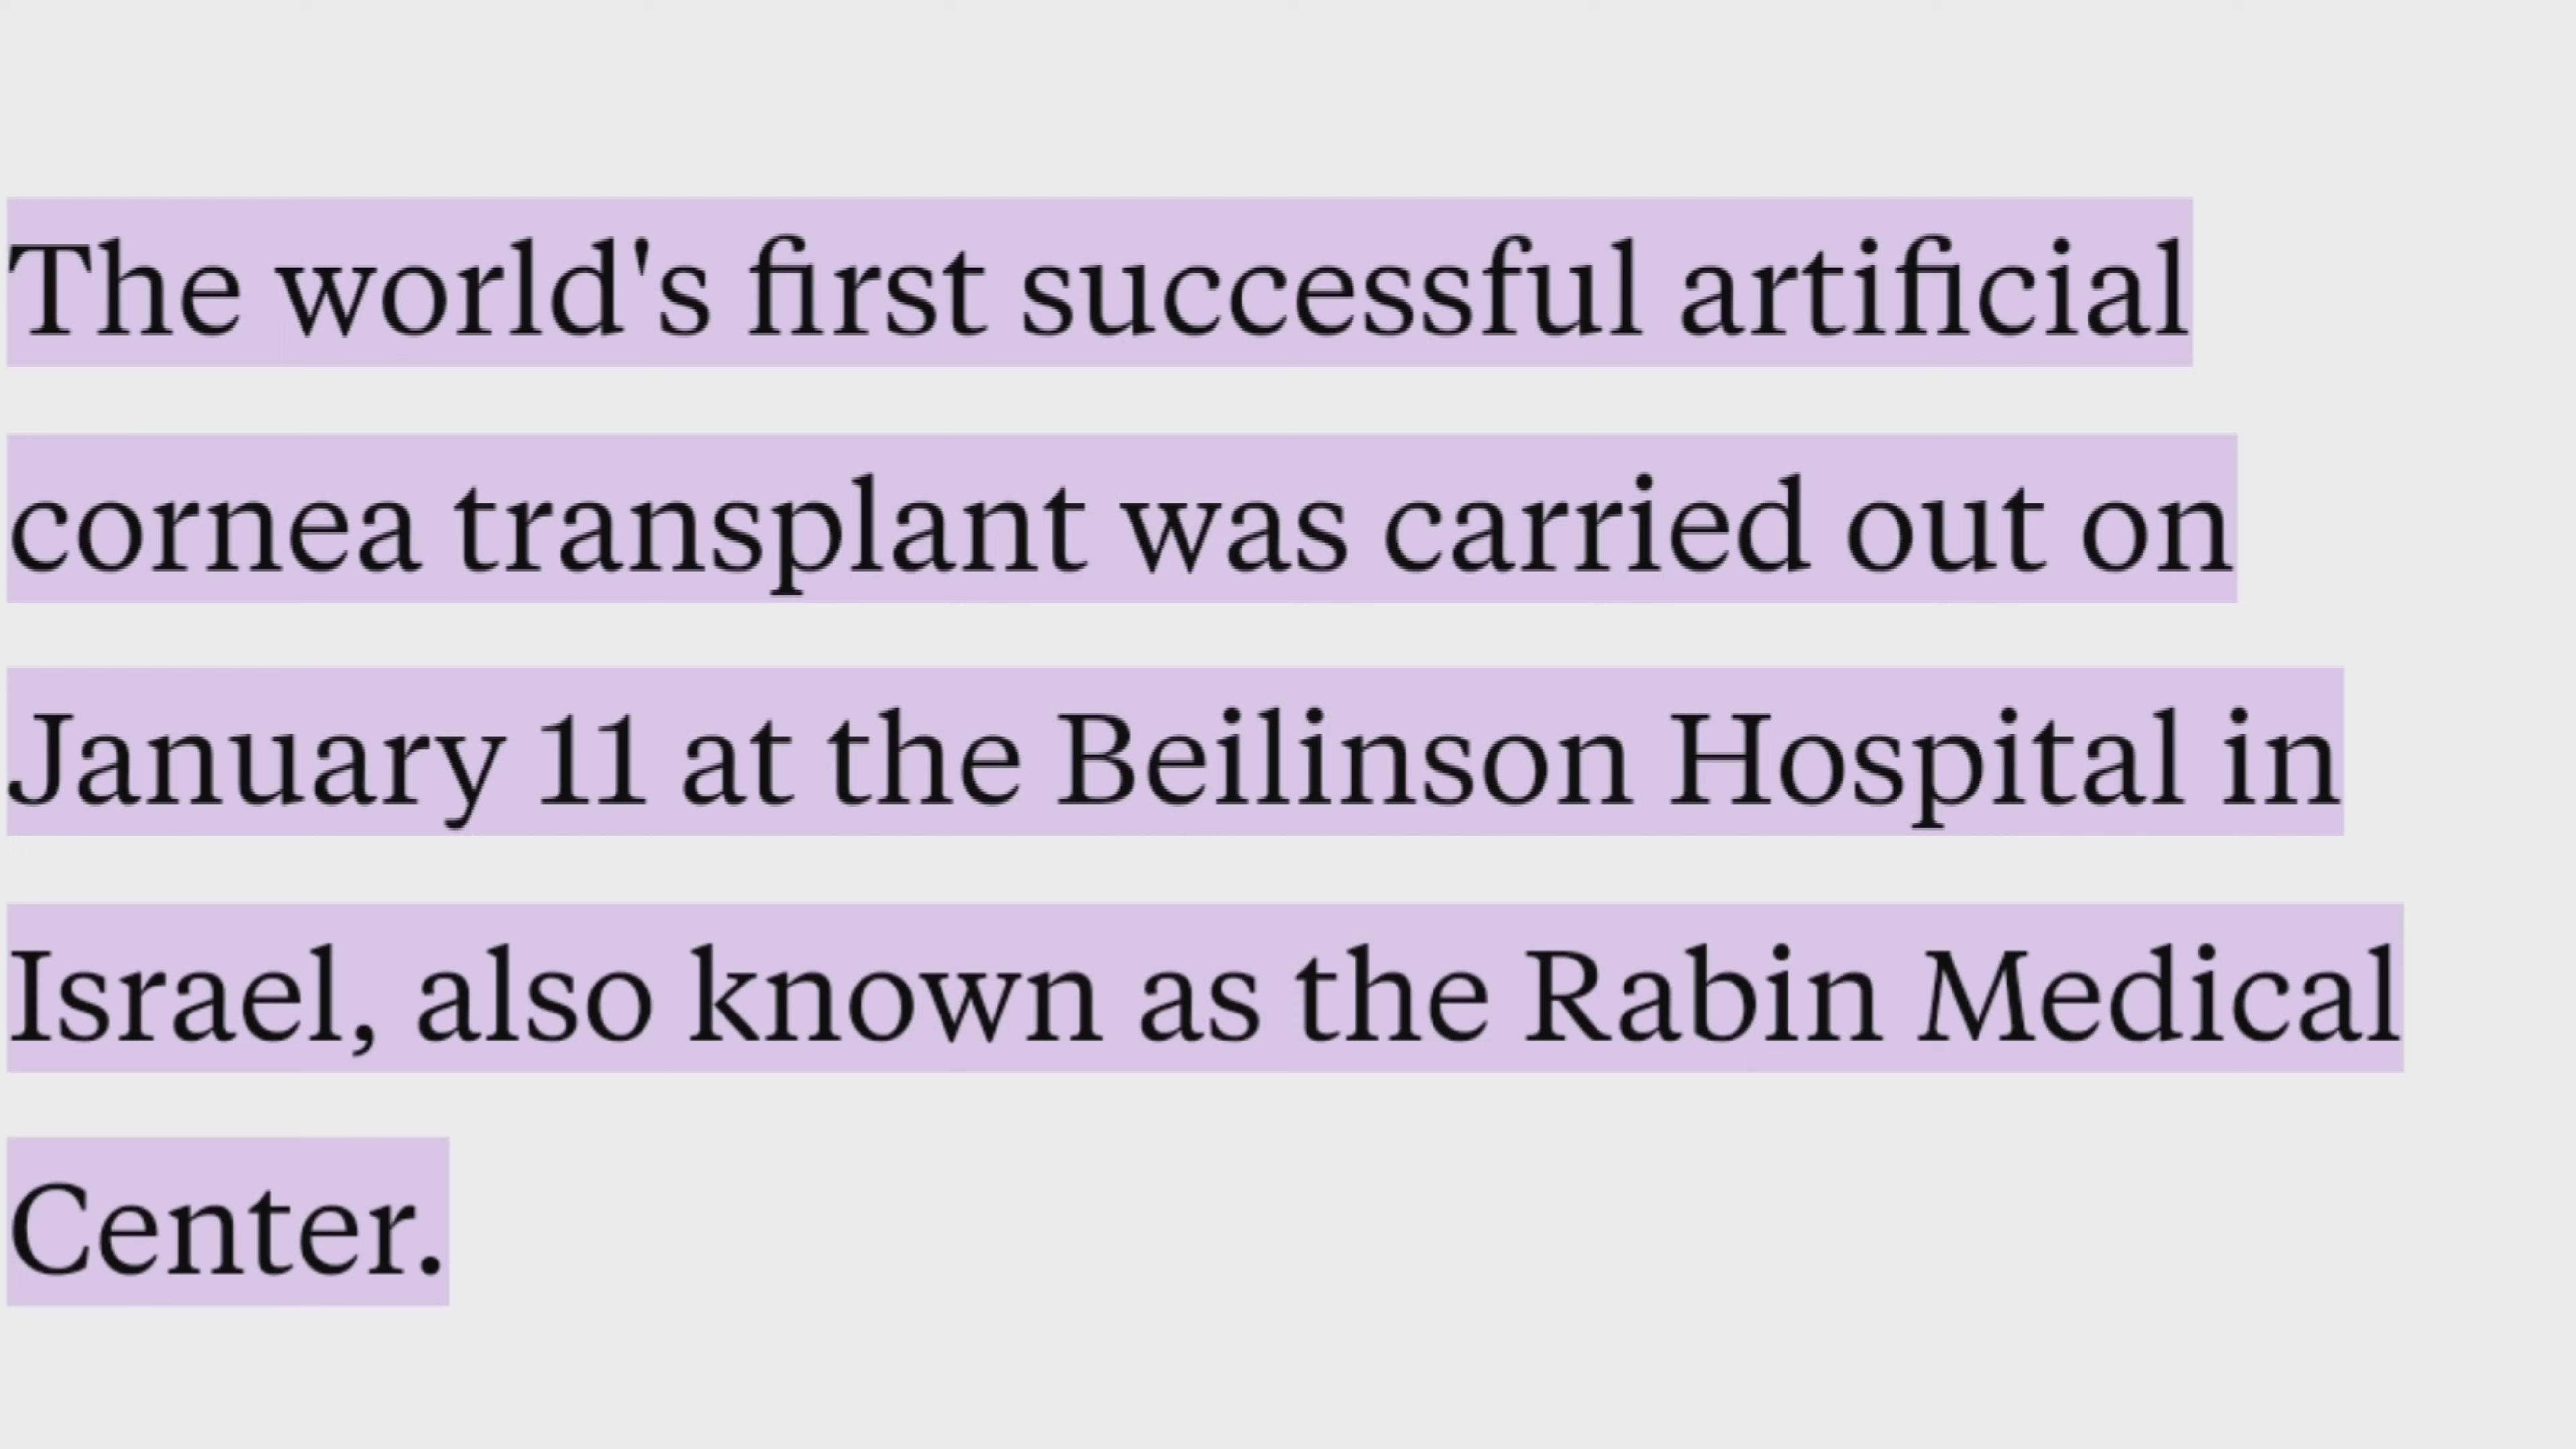 The world's first successful artificial
cornea transplant was carried out on
January 11 at the Beilinson Hospital in
Israel, also known as the Rabin Medical
Center.